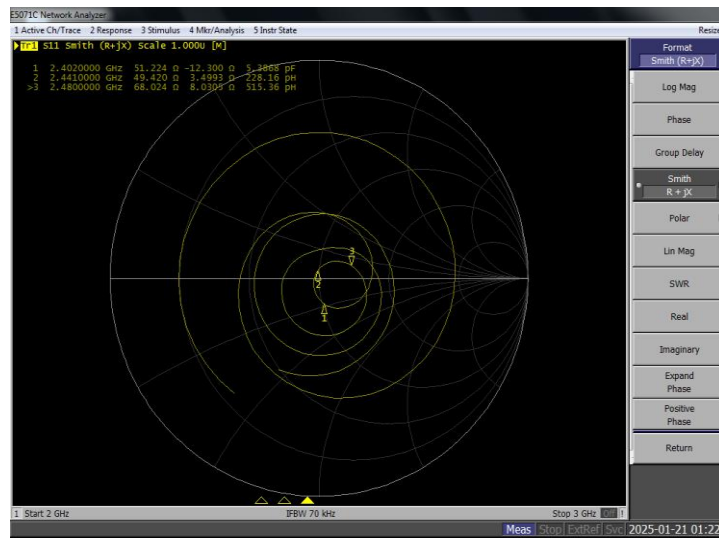 E5071C Network Analyzer
1 Active Ch/Trace 2 Response 3 Stimulus 4 Mkr/Analysis 5 Instr State
Resize
Tr1 S11 Smith (R+jX) Scale 1.000U [M]
1 2.4020000 GHz 51.224 Ω -12.300 Ω 5.3868 pF
2 2.4410000 GHz 49.420 Ω 3.4993 Ω 228.16 pH
>3 2.4800000 GHz 68.024 Ω 8.0305 Ω 515.36 pH
3
2
1
Format
Smith (R+jX)
Log Mag
Phase
Group Delay
Smith
R + jX
Polar
Lin Mag
SWR
Real
Imaginary
Expand
Phase
Positive
Phase
Return
1 Start 2 GHz
IFBW 70 kHz
Stop 3 GHz Off !
Meas Stop ExtRef Svc 2025-01-21 01:22